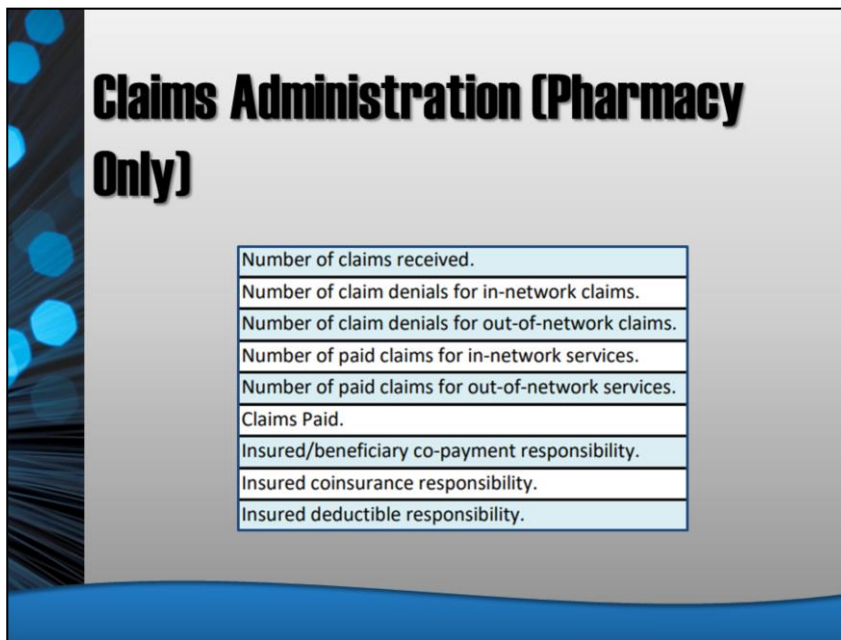 Claims Administration (Pharmacy
Only)
Number of claims received.
Number of claim denials for in-network claims.
Number of claim denials for out-of-network claims.
Number of paid claims for in-network services.
Number of paid claims for out-of-network services.
Claims Paid.
Insured/beneficiary co-payment responsibility.
Insured coinsurance responsibility.
Insured deductible responsibility.